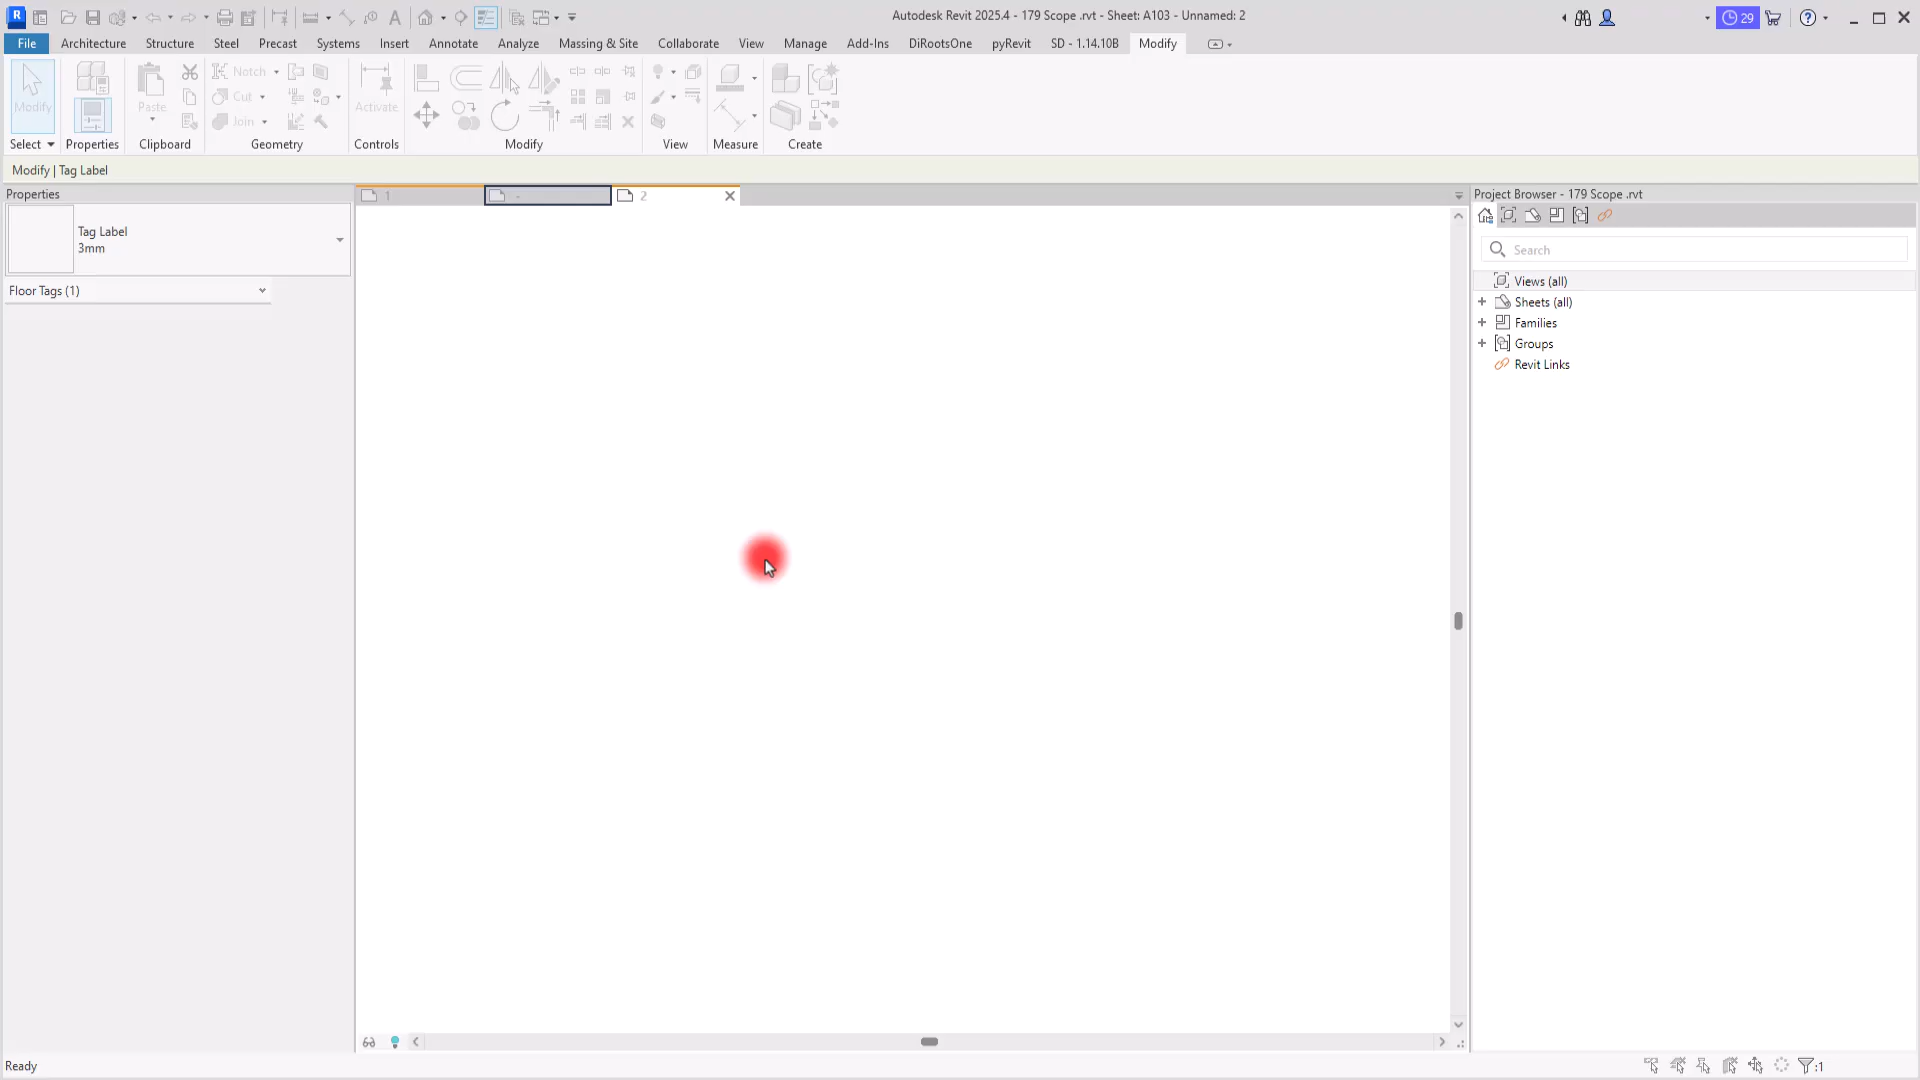 R
Autodesk Revit 2025.4 - 179 Scope .rvt - Sheet: A103 - Unnamed: 2
29
File Architecture Structure Steel Precast Systems Insert Annotate Analyze Massing & Site Collaborate View Manage Add-Ins DiRootsOne pyRevit SD - 1.14.10B Modify
Notch
Cut
Join
Modify
Paste
Activate
Select Properties Clipboard Geometry Controls Modify View Measure Create
Modify | Tag Label
Properties
1
-
2
Project Browser - 179 Scope .rvt
Tag Label
3mm
Search
Floor Tags (1)
Views (all)
Sheets (all)
Families
Groups
Revit Links
Ready
:1